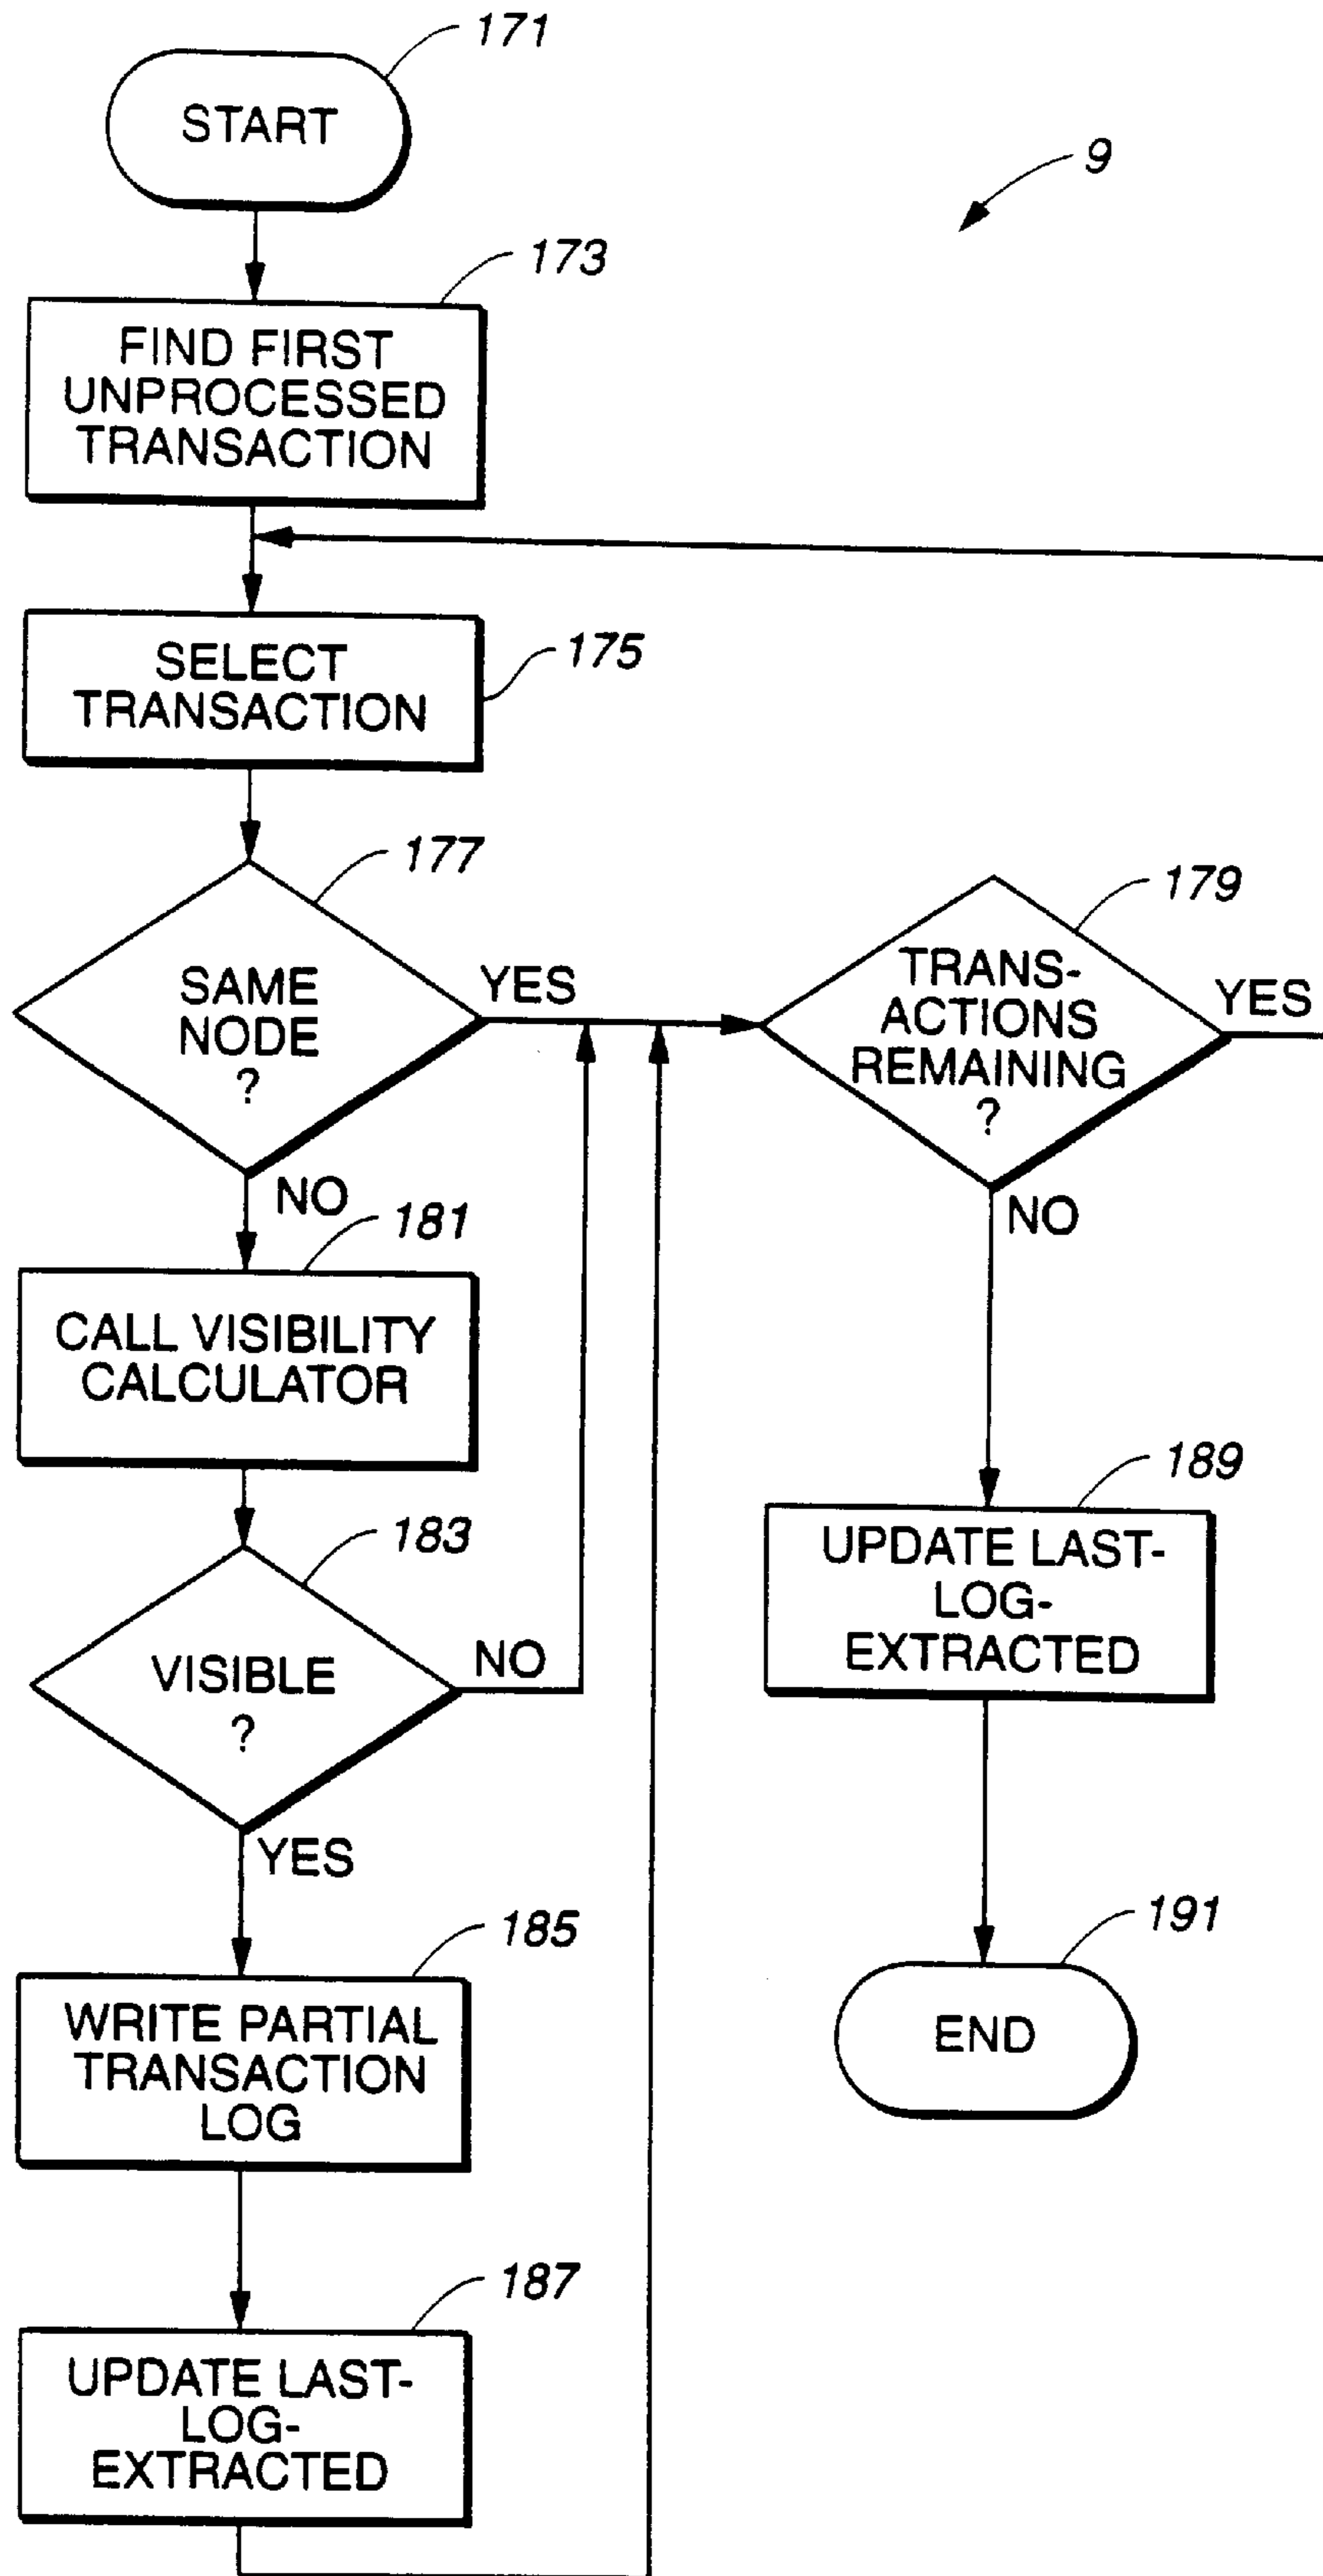 171
START
9
173
FIND FIRST
UNPROCESSED
TRANSACTION
SELECT
TRANSACTION
175
177
SAME
NODE
?
YES
NO
179
TRANS-
ACTIONS
REMAINING
?
YES
NO
181
CALL VISIBILITY
CALCULATOR
183
VISIBLE
?
NO
YES
189
UPDATE LAST-
LOG-
EXTRACTED
185
WRITE PARTIAL
TRANSACTION
LOG
191
END
187
UPDATE LAST-
LOG-
EXTRACTED